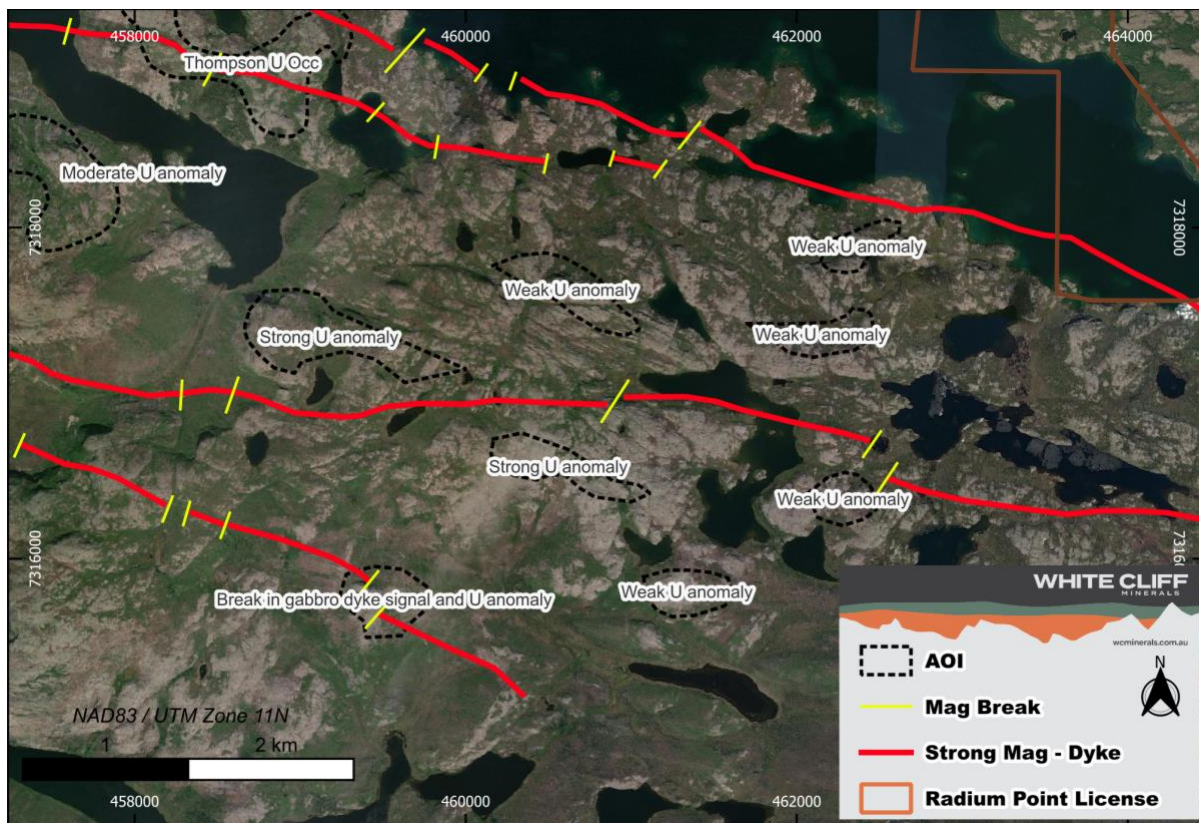 458000
460000
462000
464000
Thompson U Occ
Moderate U anomaly
7318000
7318000
Weak U anomaly
Weak U anomaly
Strong U anomaly
Weak U anomaly
Strong U anomaly
Weak U anomaly
7316000
7316
Break in gabbro dyke signal and U anomaly
Weak U anomaly
WHITE CLIFF
MINERALS
wcminerals.com.au
AOI
N
Mag Break
Strong Mag - Dyke
Radium Point License
NAD83 / UTM Zone 11N
1
2 km
458000
460000
462000